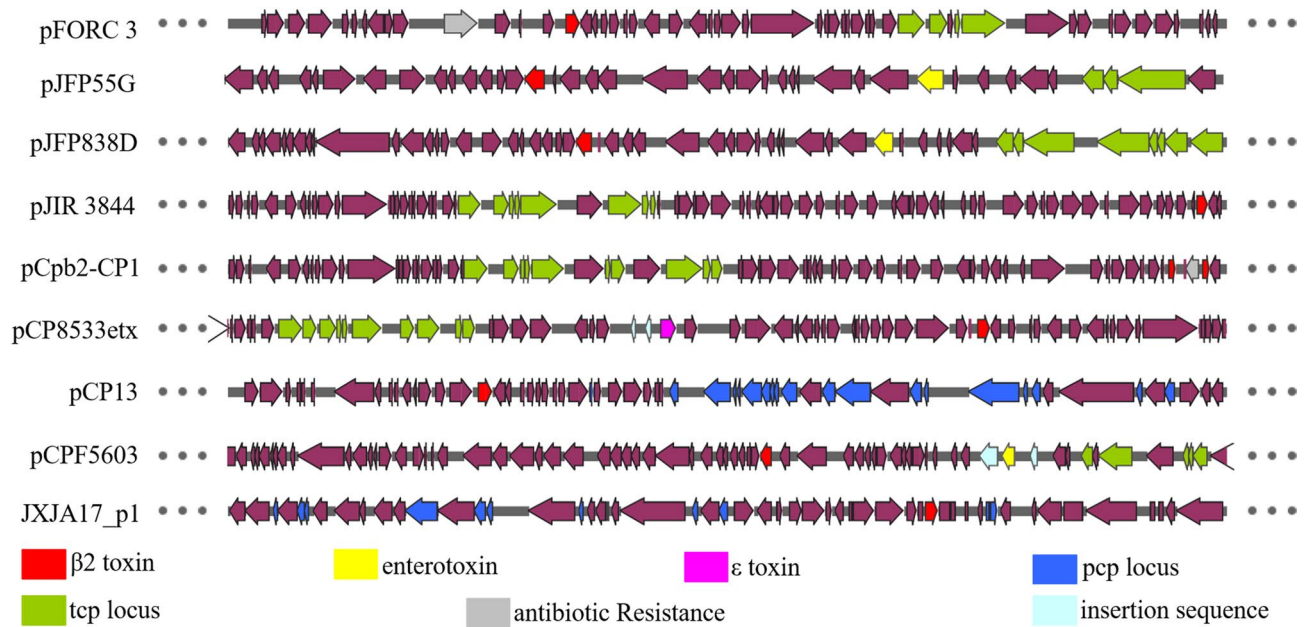 pFORC 3
pJFP55G
pJFP838D
pJIR 3844
pCpb2-CP1
pCP8533etx
pCP13
pCPF5603
JXJA17_p1
β2 toxin
enterotoxin
ε toxin
pcp locus
tcp locus
antibiotic Resistance
insertion sequence